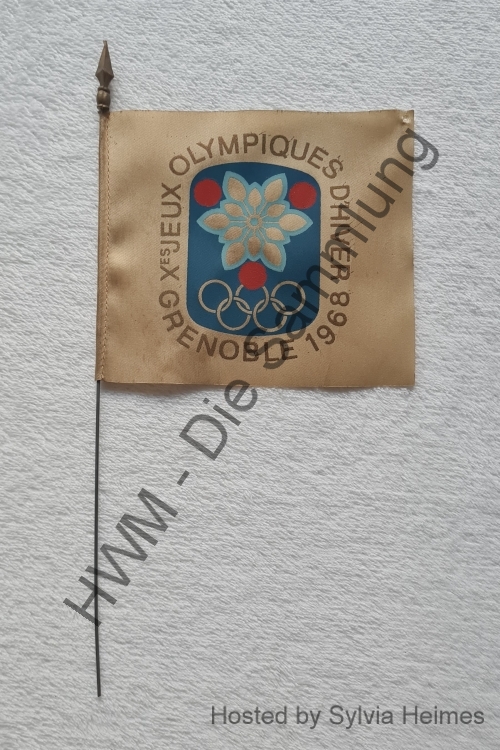 XES JEUX OLYMPIQUES D'HIVER
GRENOBLE 1968
HWM - Die Sammlung
Hosted by Sylvia Heimes